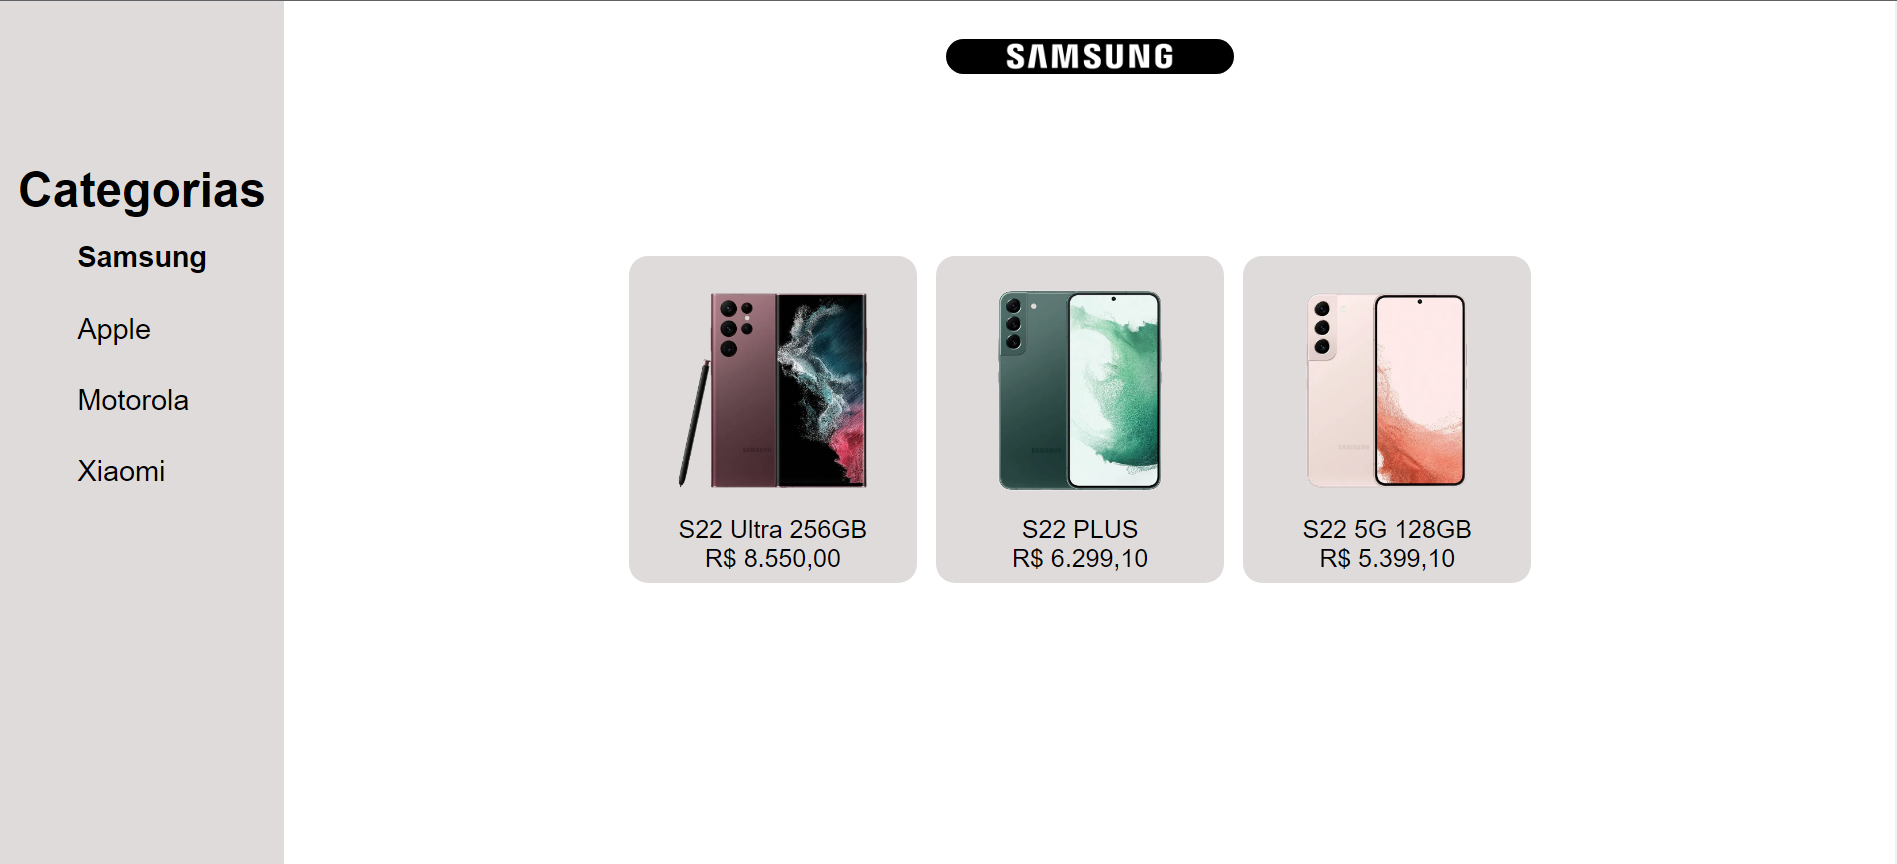 SAMSUNG
Categorias
Samsung
Apple
Motorola
Xiaomi
S22 Ultra 256GB
R$ 8.550,00
S22 PLUS
R$ 6.299,10
S22 5G 128GB
R$ 5.399,10